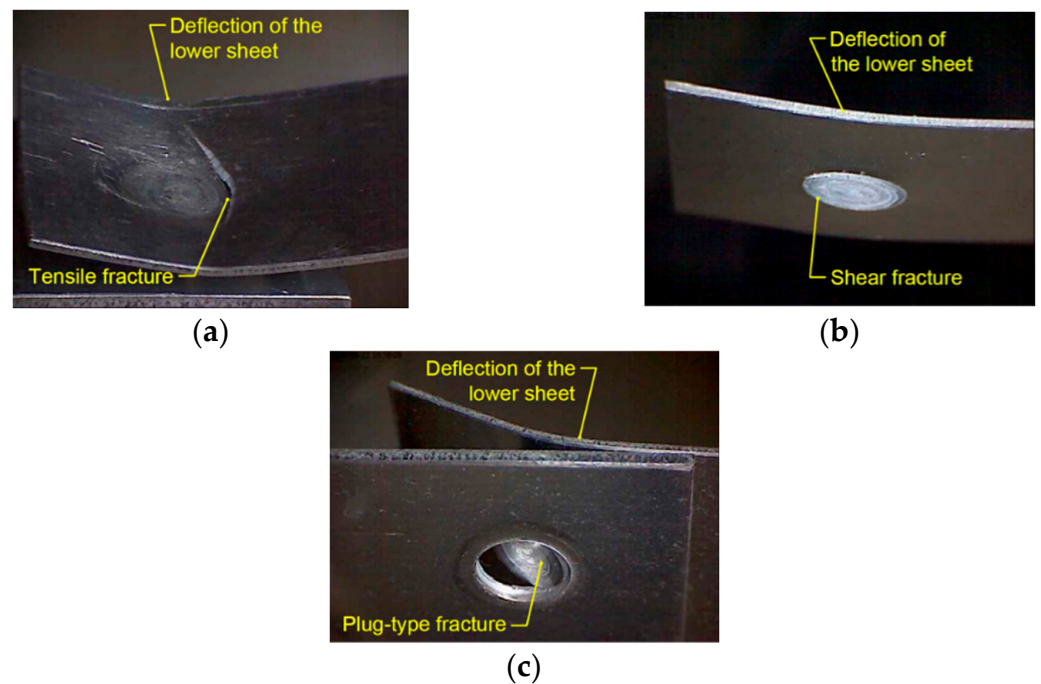 Deflection of the
lower sheet
Tensile fracture
(a)
Deflection of
the lower sheet
Shear fracture
(b)
Deflection of the
lower sheet
Plug-type fracture
(c)